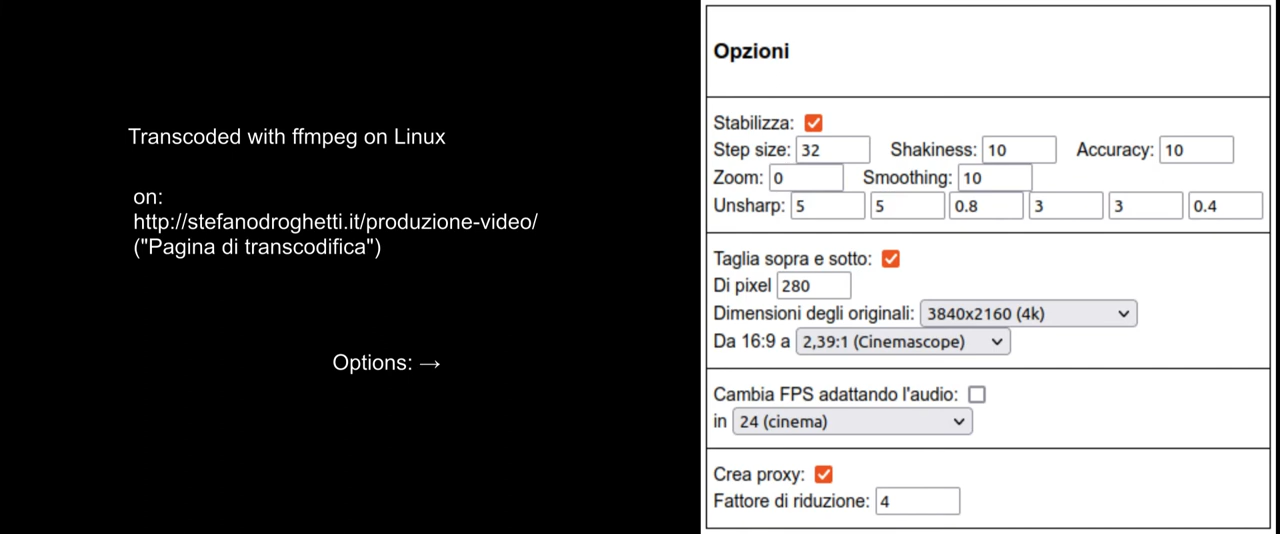 Transcoded with ffmpeg on Linux
on:
http://stefanodroghetti.it/produzione-video/
("Pagina di transcodifica")
Options: →
Opzioni
Stabilizza:
Step size: 32 Shakiness: 10 Accuracy: 10
Zoom: 0 Smoothing: 10
Unsharp: 5 5 0.8 3 3 0.4
Taglia sopra e sotto:
Di pixel 280
Dimensioni degli originali: 3840x2160 (4k)
Da 16:9 a 2,39:1 (Cinemascope)
Cambia FPS adattando l'audio:
in 24 (cinema)
Crea proxy:
Fattore di riduzione: 4